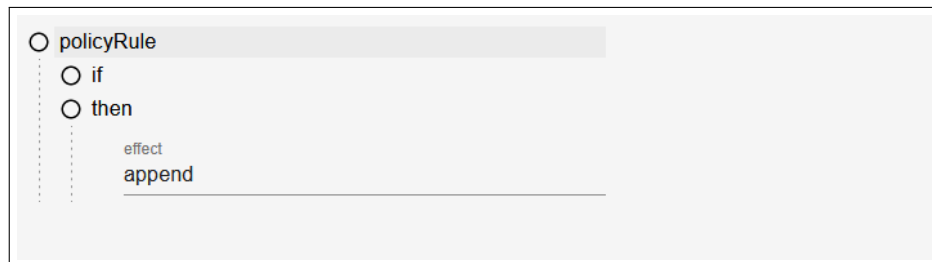 policyRule
if
then
effect
append